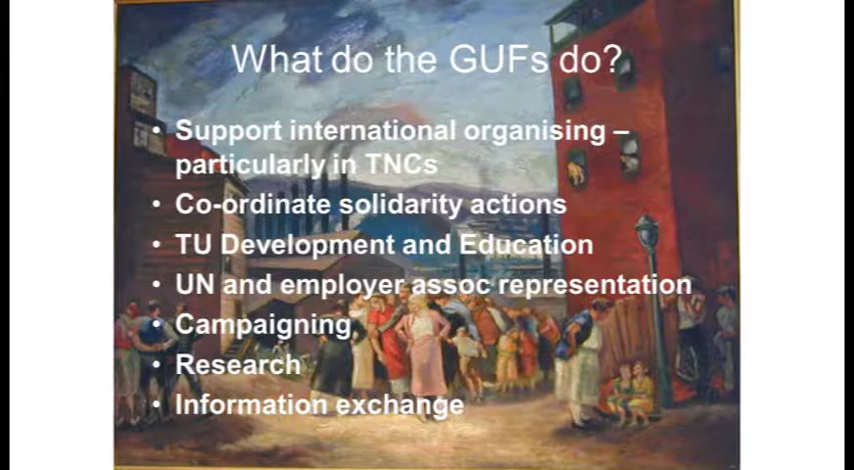 What do the GUFs do?
• Support international organising –
particularly in TNCs
• Co-ordinate solidarity actions
• TU Development and Education
• UN and employer assoc representation
• Campaigning
• Research
• Information exchange